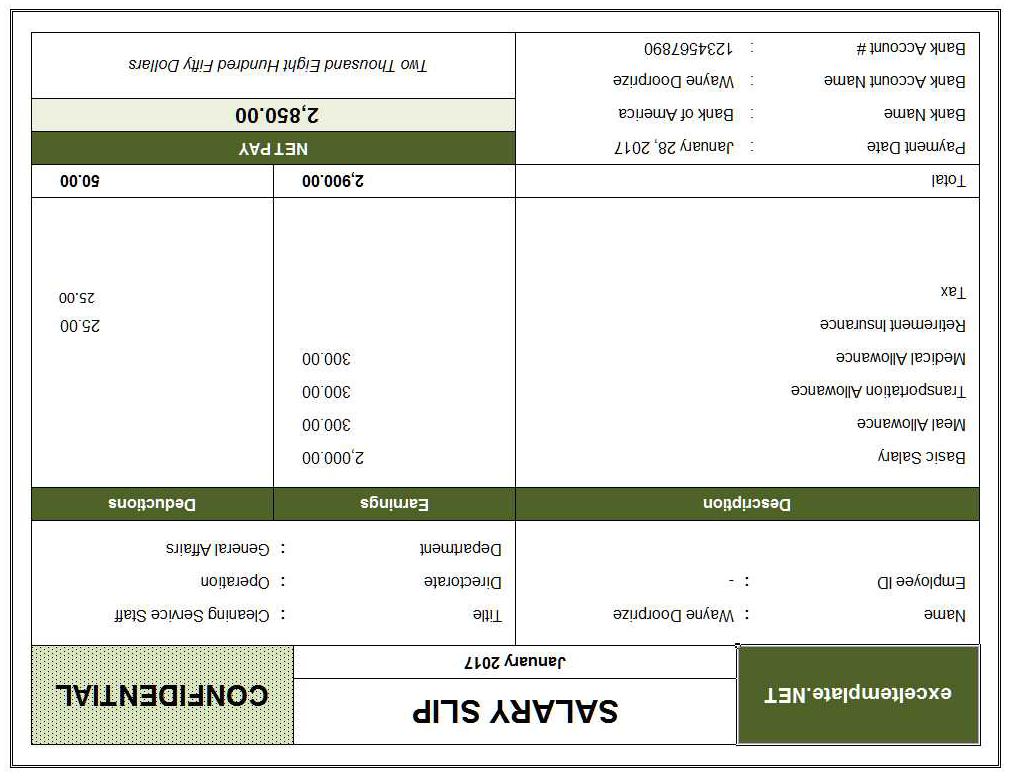 exceltemplate.NET
SALARY SLIP
January 2017
CONFIDENTIAL
Name : Wayne Doorprize Title : Cleaning Service Staff
Employee ID : - Directorate : Operation
Department : General Affairs
Description Earnings Deductions
Basic Salary 2,000.00
Meal Allowance 300.00
Transportation Allowance 300.00
Medical Allowance 300.00
Retirement Insurance 25.00
Tax 25.00
Total 2,900.00 50.00
Payment Date : January 28, 2017 NET PAY
Bank Name : Bank of America 2,850.00
Bank Account Name : Wayne Doorprize Two Thousand Eight Hundred Fifty Dollars
Bank Account # : 1234567890